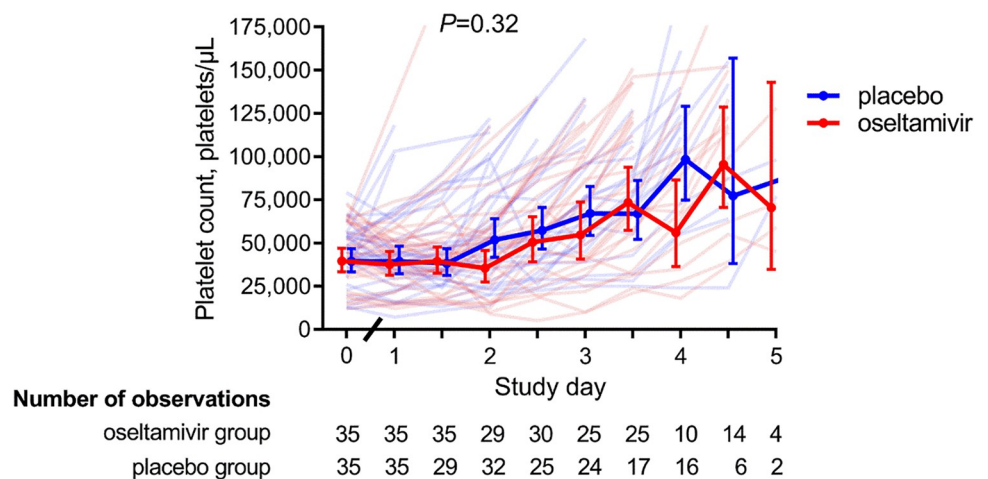 P=0.32
Platelet count, platelets/µL
175,000
150,000
125,000
100,000
75,000
50,000
25,000
0
placebo
oseltamivir
0 1 2 3 4 5
Study day
Number of observations
oseltamivir group 35 35 35 29 30 25 25 10 14 4
placebo group 35 35 29 32 25 24 17 16 6 2